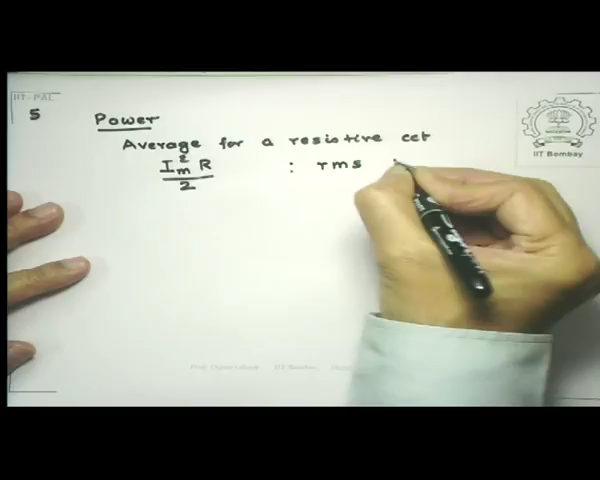 IIT-PAL
5
Power
Average for a resistive cct
I²m R / 2 : rms
IIT Bombay